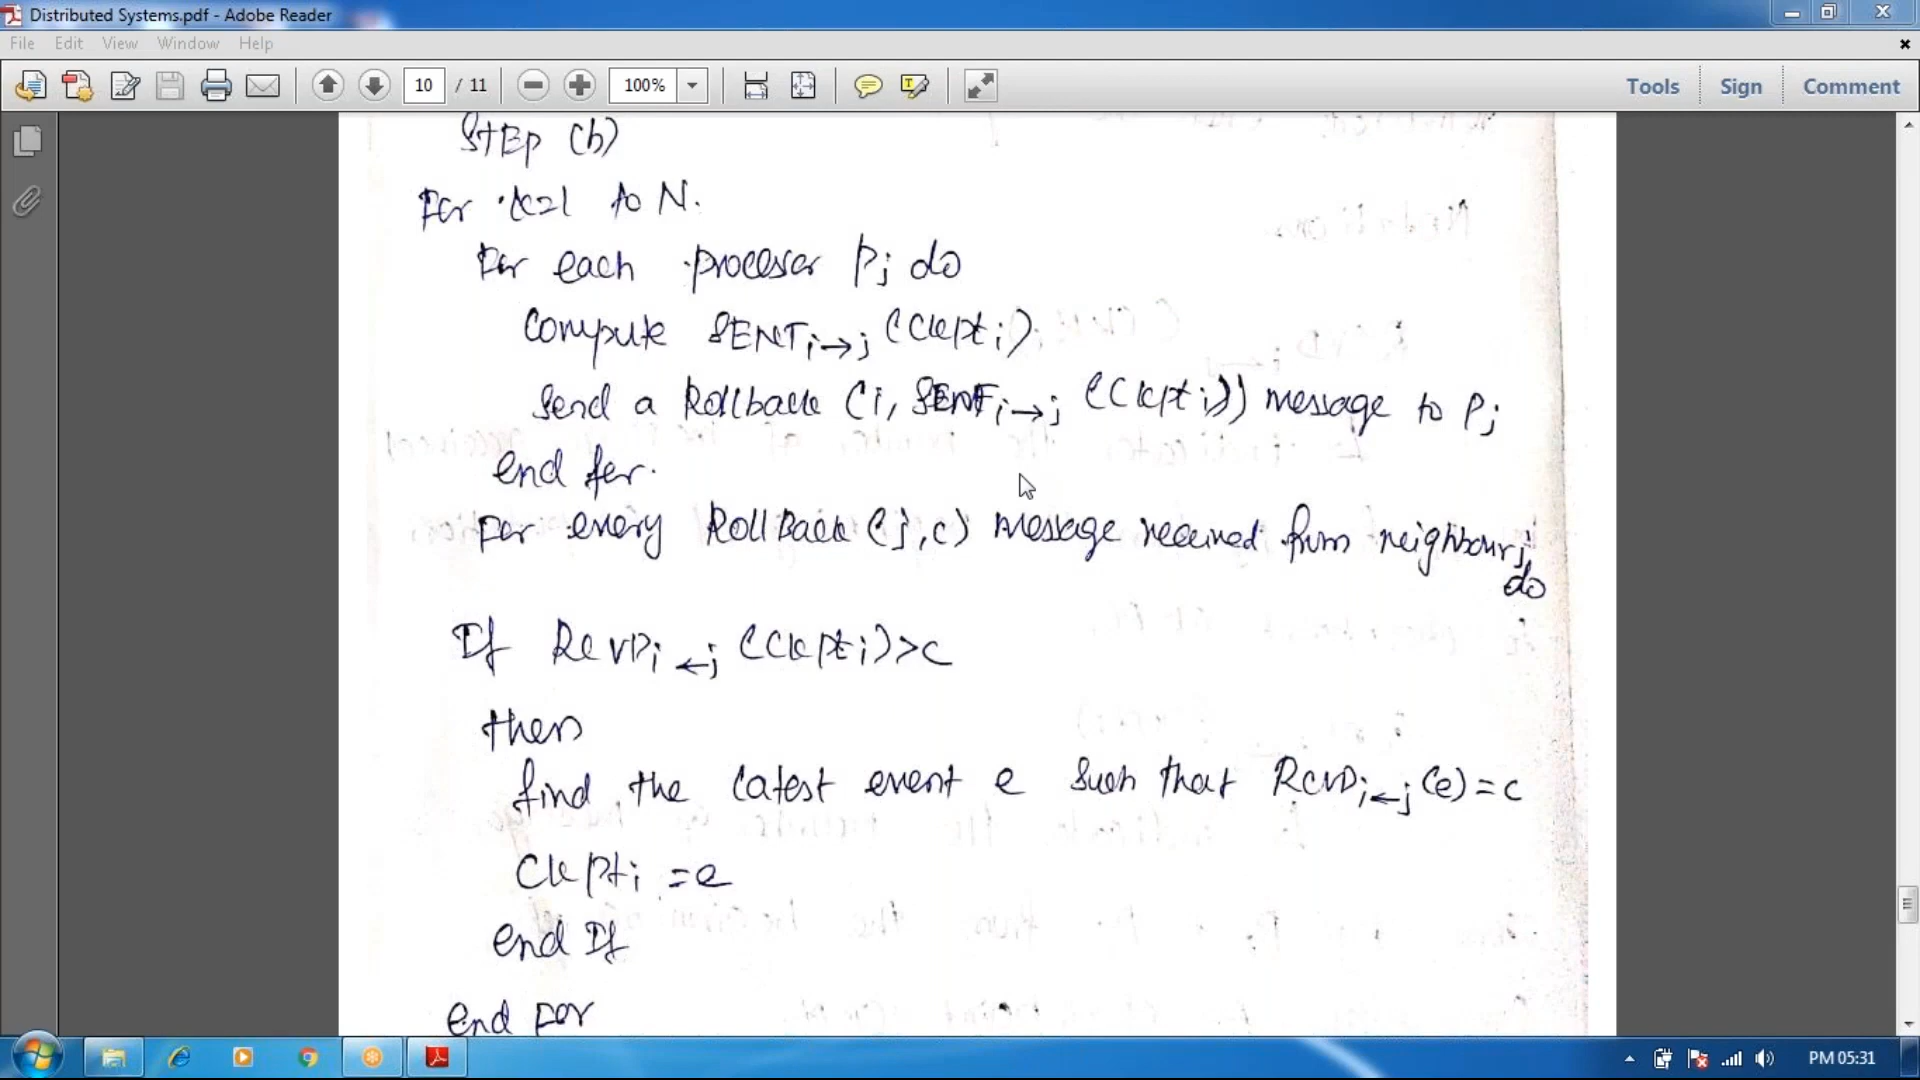 Distributed Systems.pdf - Adobe Reader
File Edit View Window Help
10 / 11 100% Tools Sign Comment
STEP (b)
For k=1 to N.
For each processor Pj do
Compute SENTi→j (Ckpti)
Send a Rollback (i, SENTi→j (Ckpti)) message to Pj
end for.
For every RollBack (j, c) message received from neighbour j
do
If RcvDi←j (Ckpti)>c
then
find the latest event e such that RcvDi←j (e) = c
Ckpti = e
end If
end For
PM 05:31